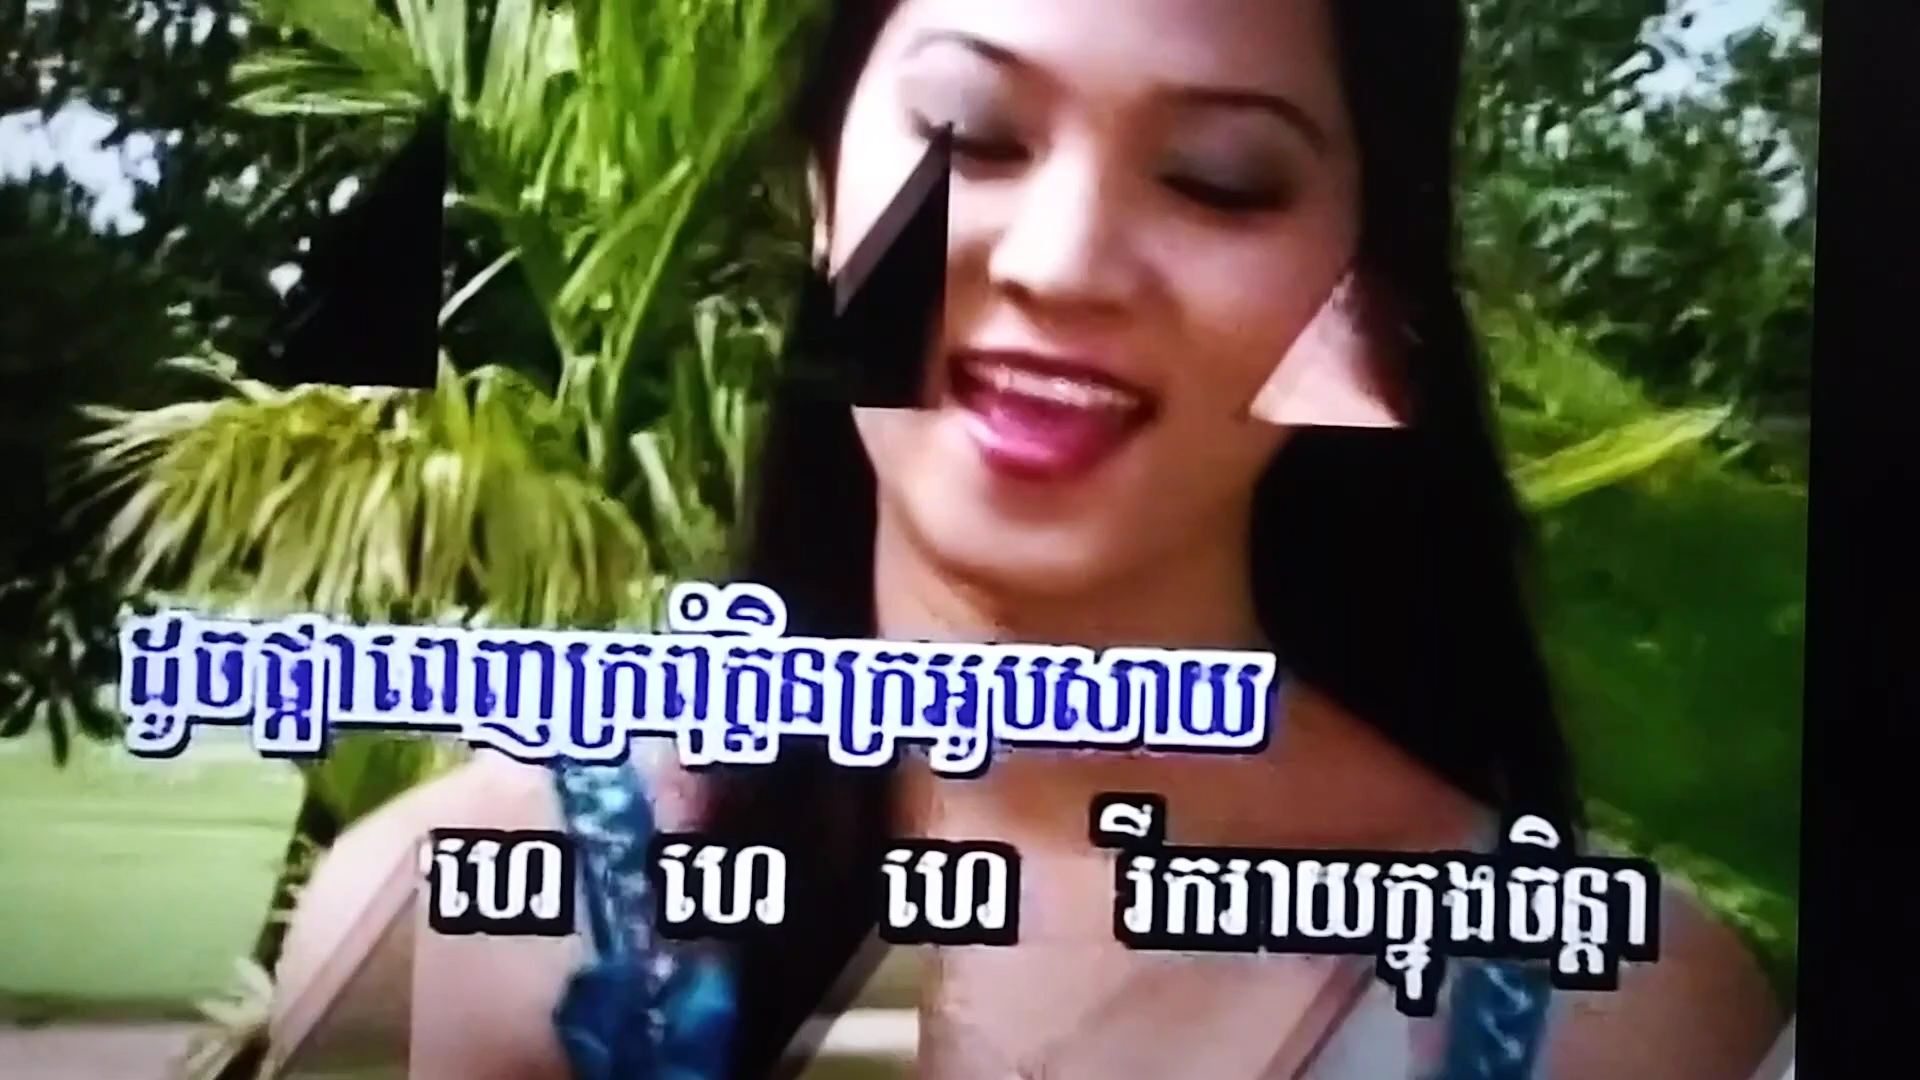 ដូចផ្កាពេញក្រពុំក្តិនក្រអូបសាយ
ហេ ហេ ហេ រីករាយក្នុងចិន្តា